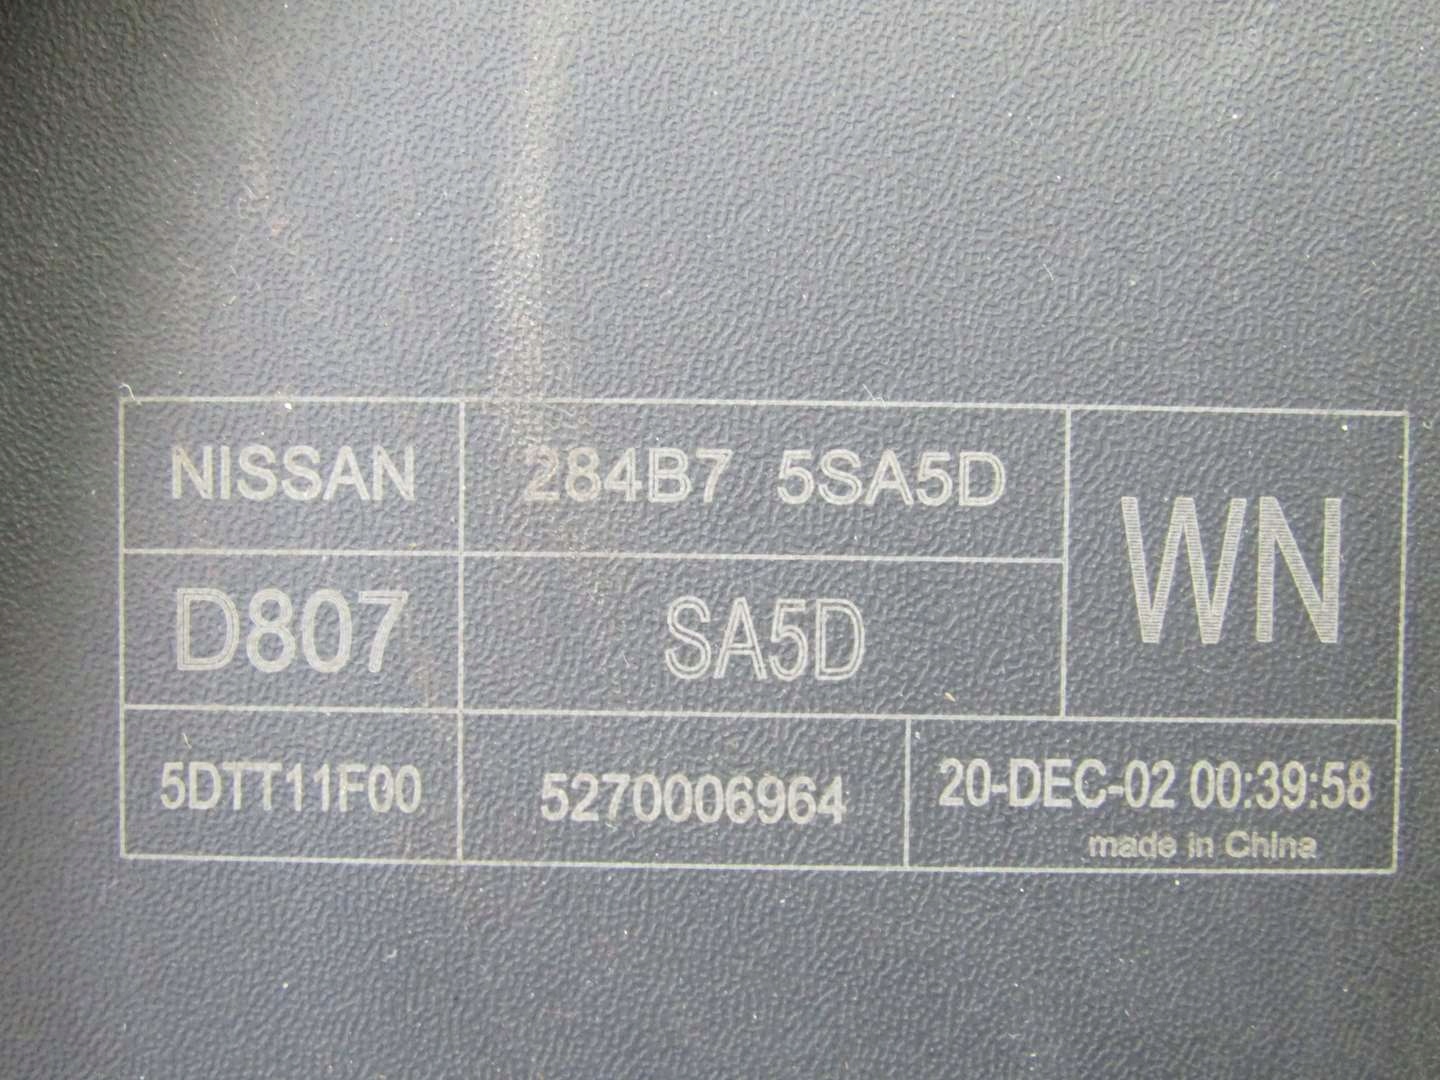 NISSAN 284B7 5SA5D WN
D807 SA5D
5DTT11F00 5270006964 20-DEC-02 00:39:58
made in China